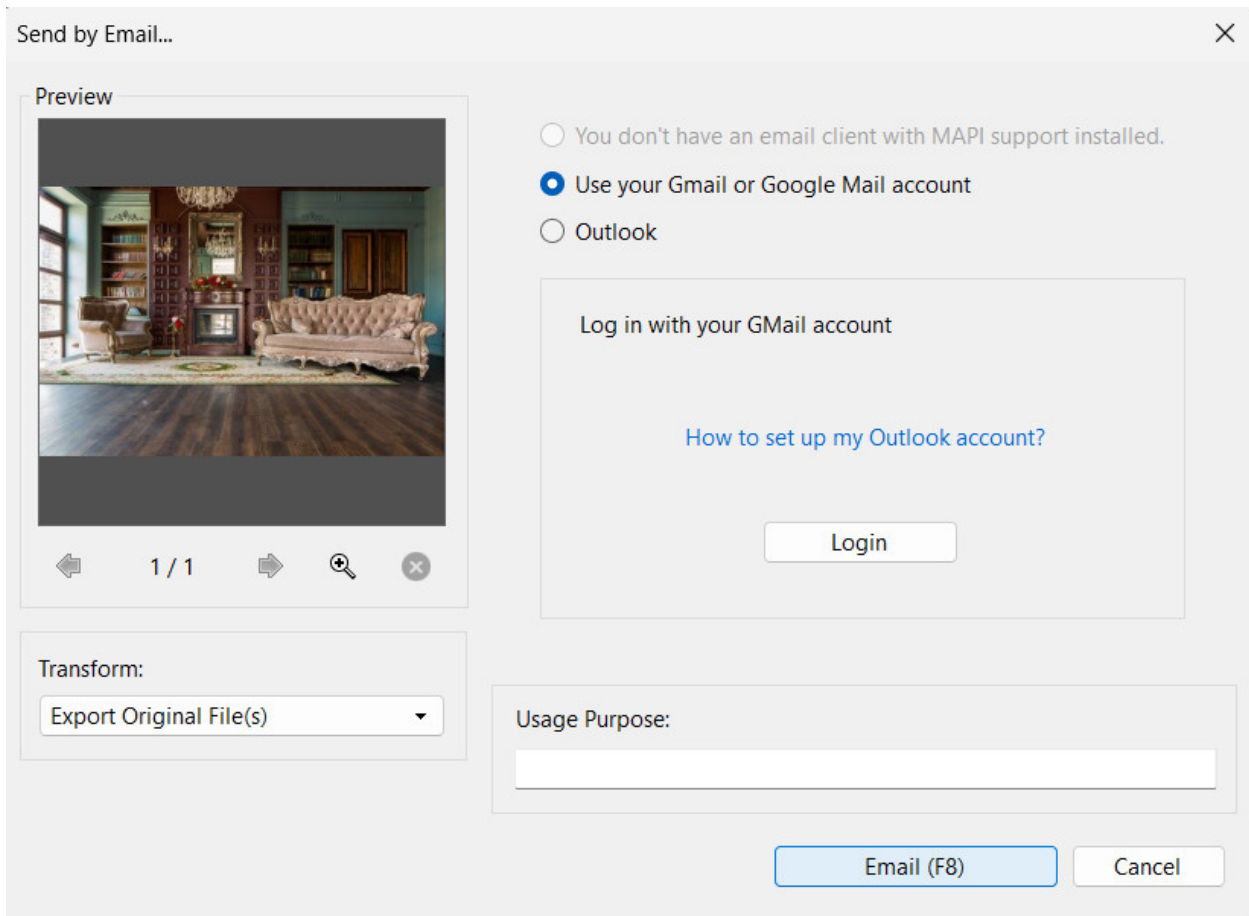 Send by Email...
Preview
You don't have an email client with MAPI support installed.
Use your Gmail or Google Mail account
Outlook
Log in with your GMail account
How to set up my Outlook account?
Login
1 / 1
Transform:
Export Original File(s)
Usage Purpose:
Email (F8)
Cancel